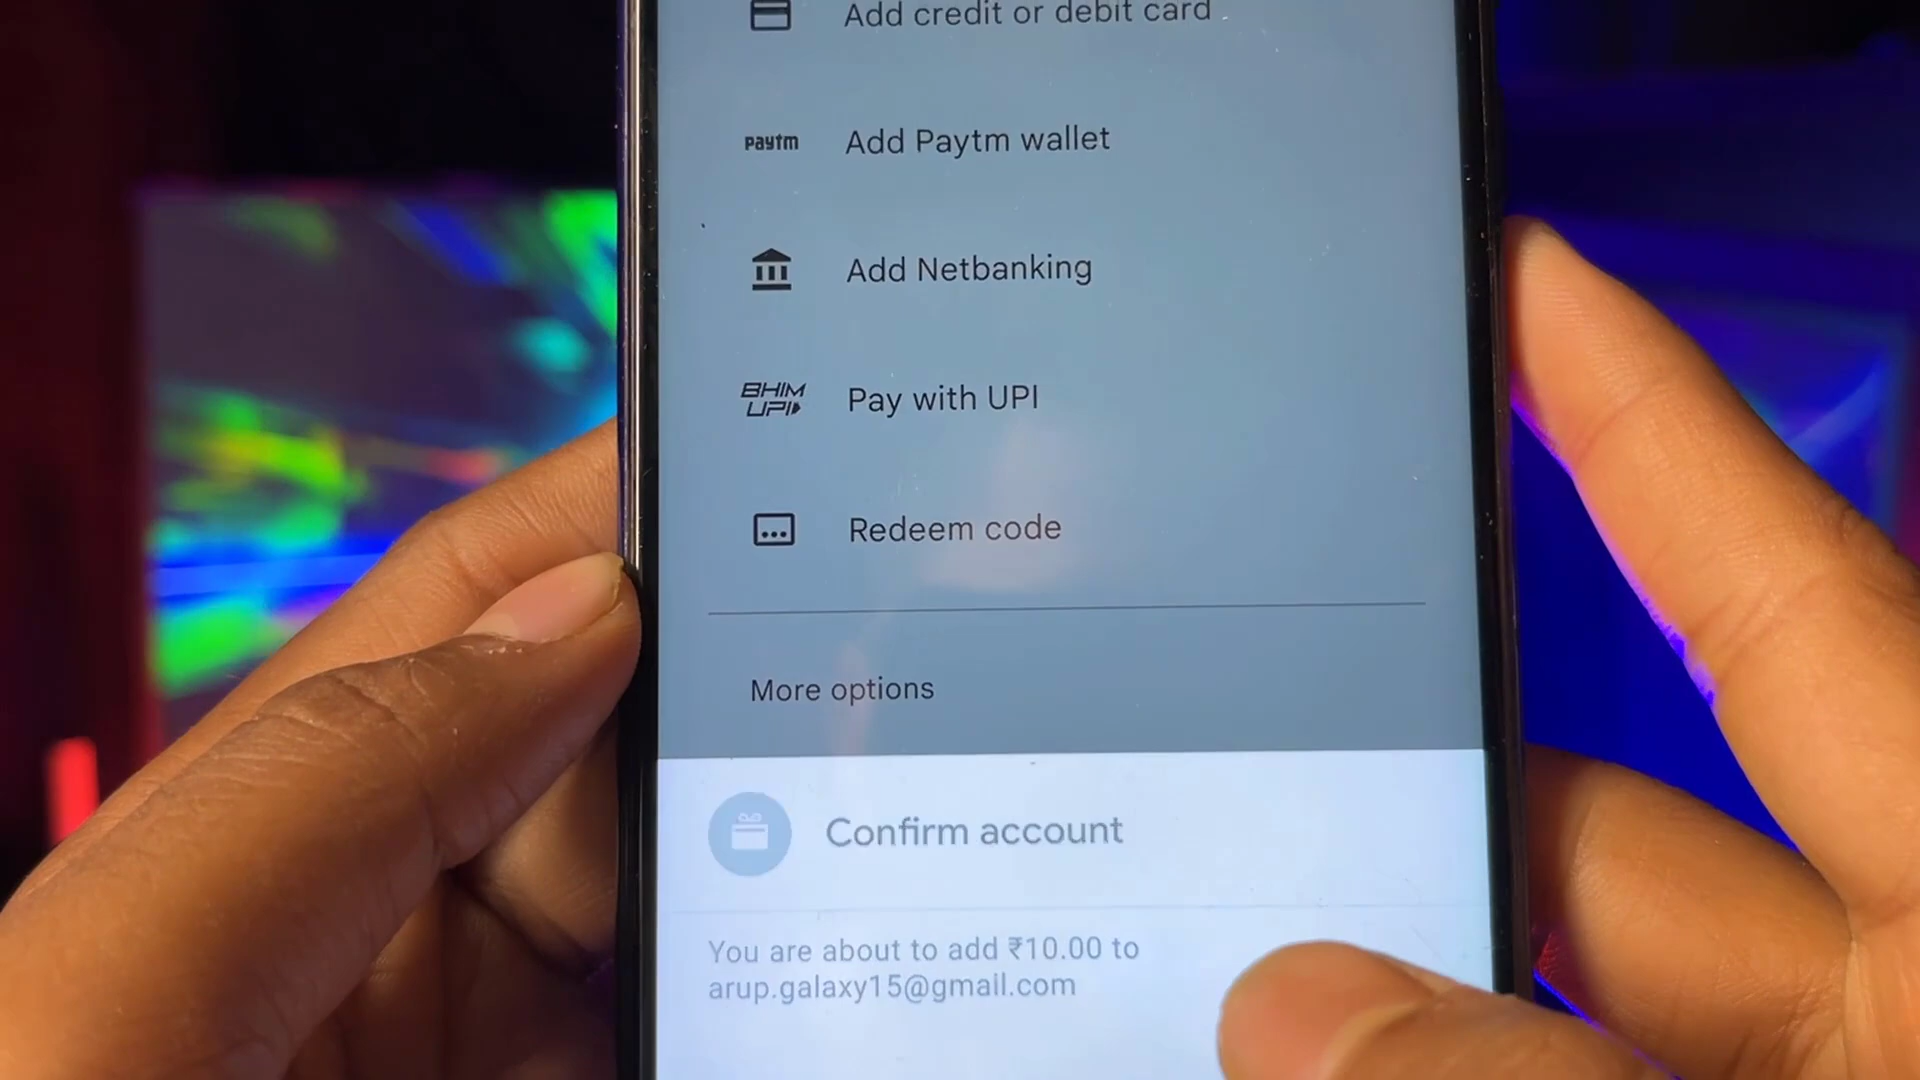 Add credit or debit card
paytm Add Paytm wallet
Add Netbanking
BHIM
UPI
Pay with UPI
Redeem code
More options
Confirm account
You are about to add ₹10.00 to
arup.galaxy15@gmail.com